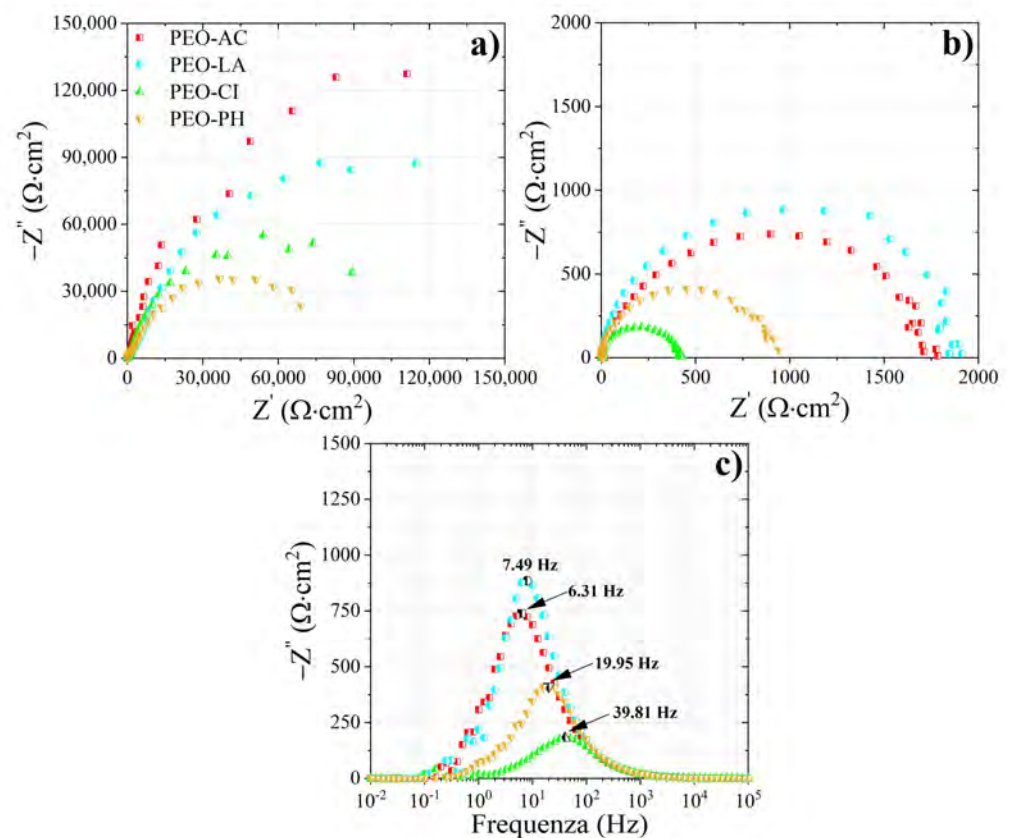 a)
150,000
120,000
90,000
60,000
30,000
0
−Z'' (Ω·cm²)
PEO-AC
PEO-LA
PEO-CI
PEO-PH
0 30,000 60,000 90,000 120,000 150,000
Z' (Ω·cm²)
b)
2000
1500
1000
500
0
−Z'' (Ω·cm²)
0 500 1000 1500 2000
Z' (Ω·cm²)
c)
1500
1250
1000
750
500
250
0
−Z'' (Ω·cm²)
7.49 Hz
6.31 Hz
19.95 Hz
39.81 Hz
10⁻² 10⁻¹ 10⁰ 10¹ 10² 10³ 10⁴ 10⁵
Frequenza (Hz)